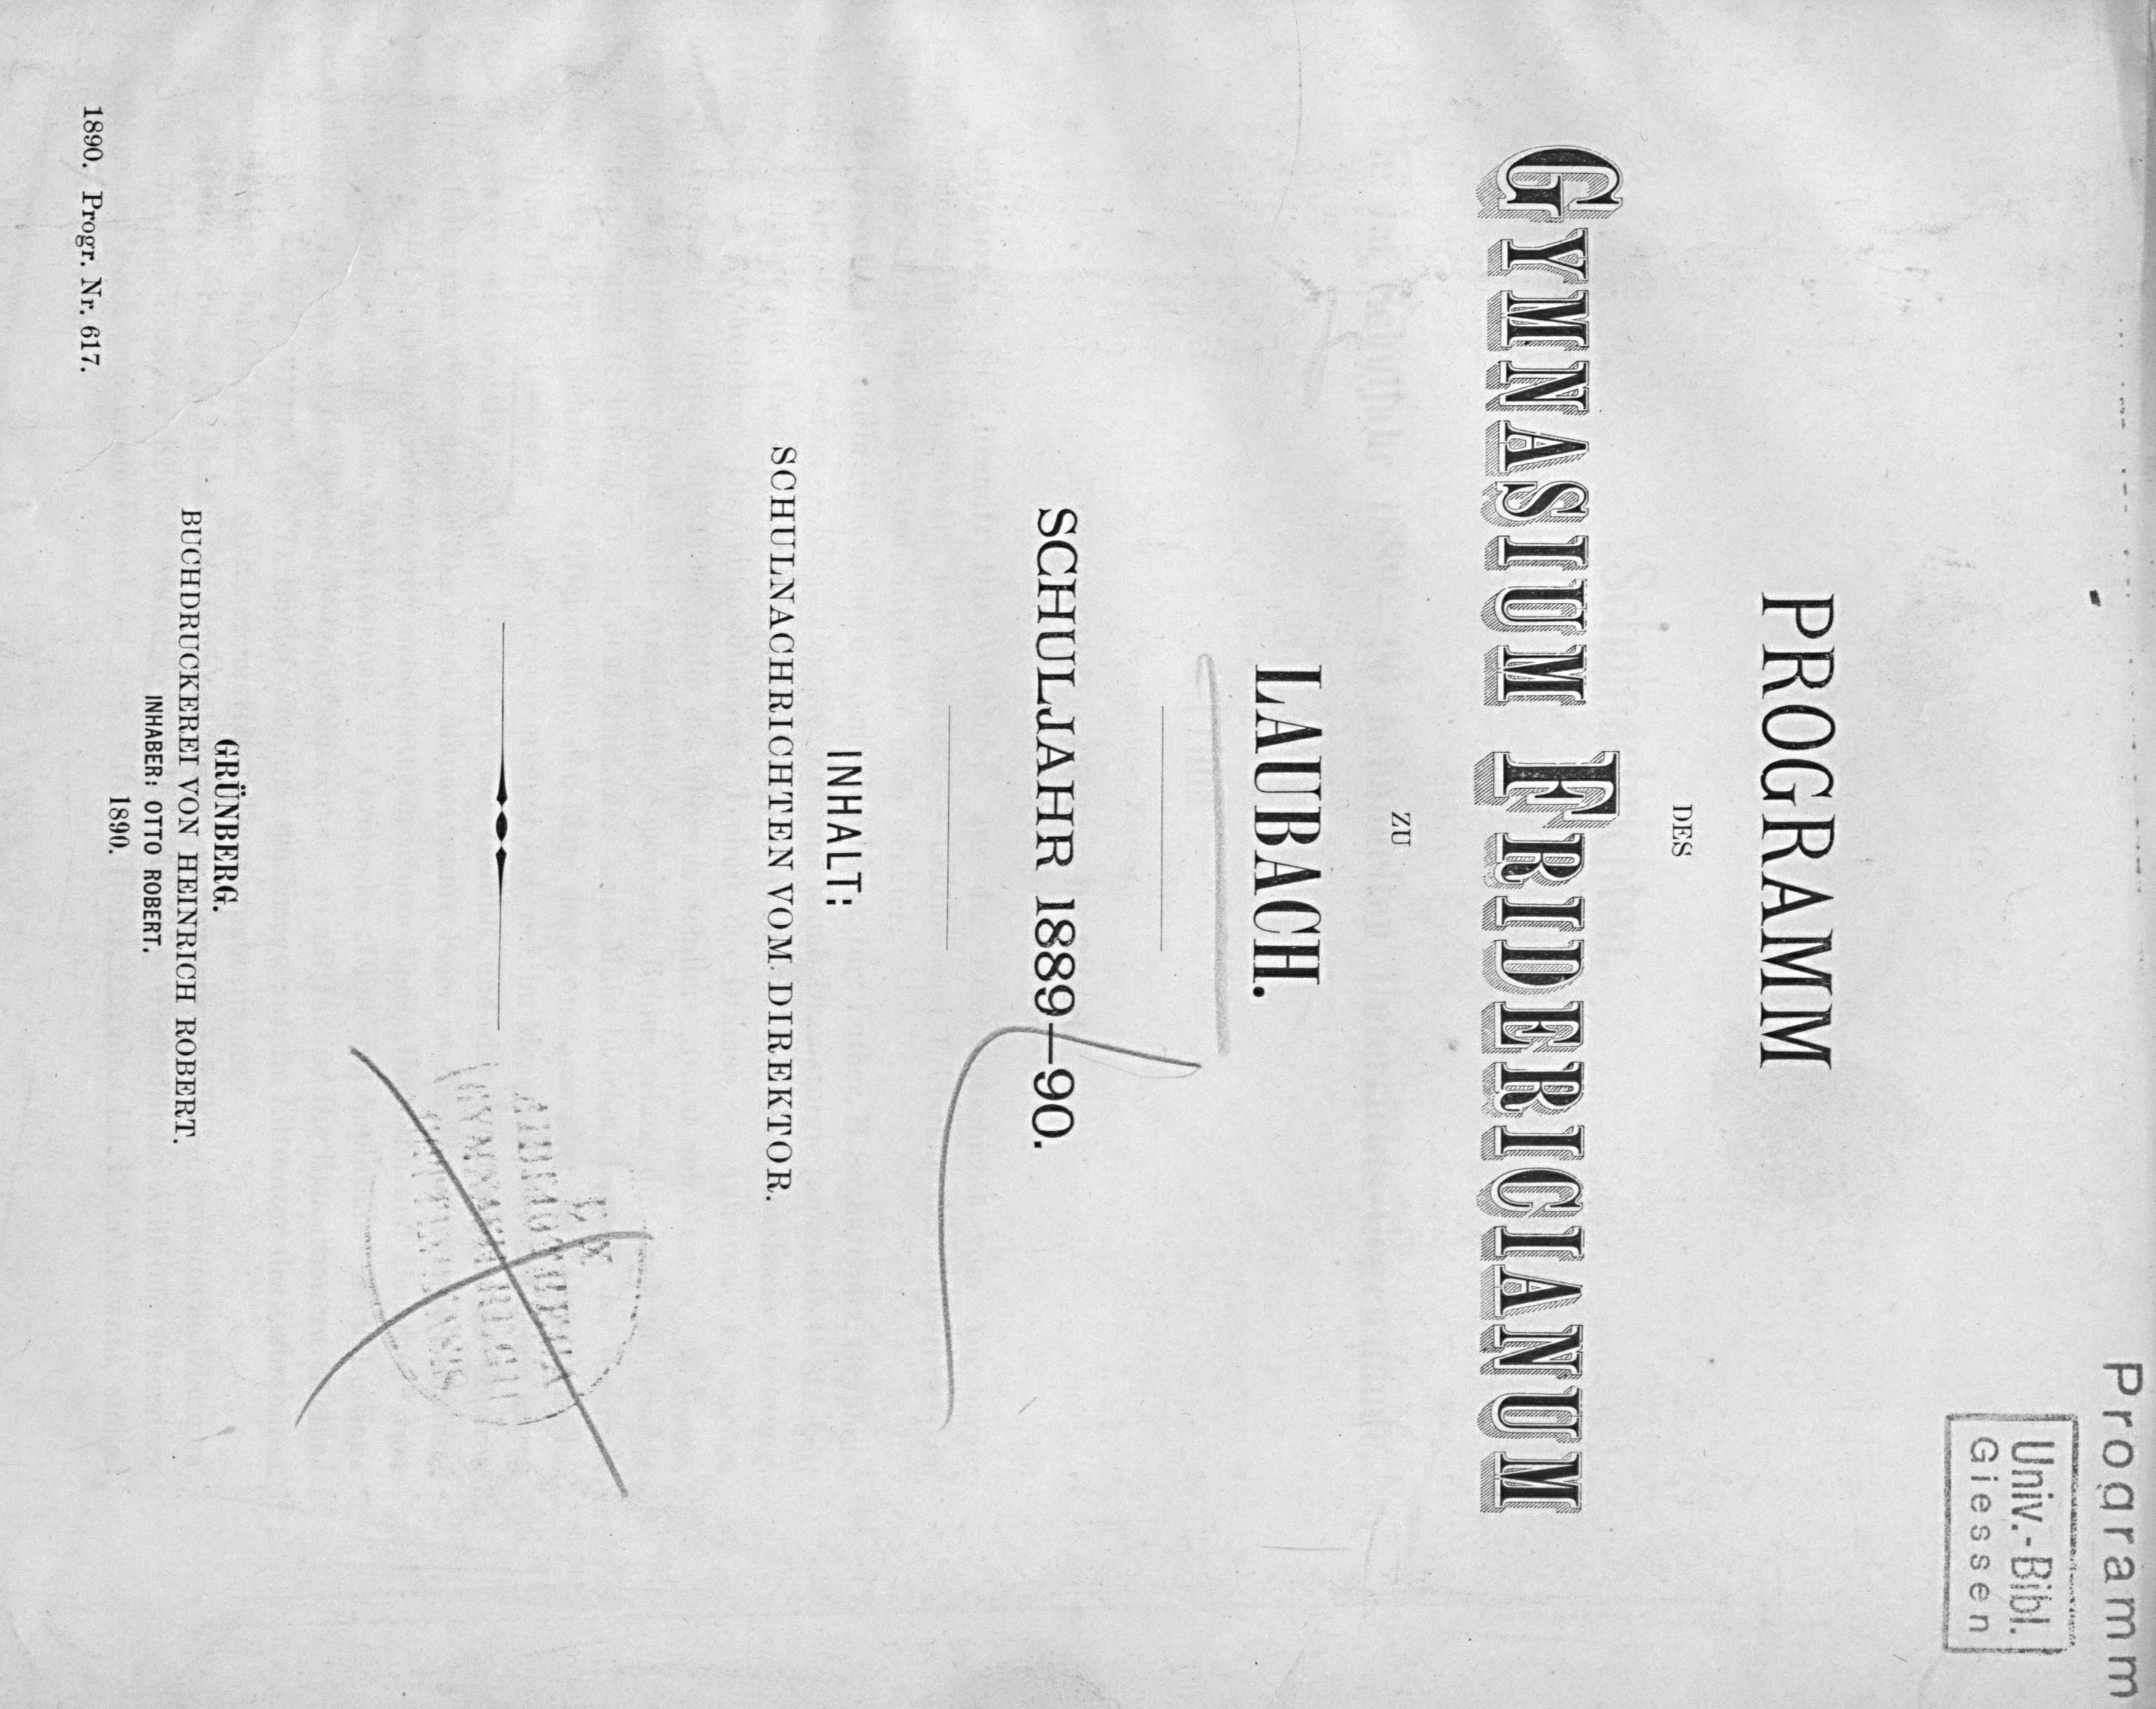 Programm
Univ.-Bibl.
Giessen
PROGRAMM
DES
GYMNASIUM FRIDERICIANUM
ZU
LAUBACH.
SCHULJAHR 1889—90.
INHALT:
SCHULNACHRICHTEN VOM DIREKTOR.
EX
GRÜNBERG.
BUCHDRUCKEREI VON HEINRICH ROBERT.
INHABER: OTTO ROBERT.
1890.
1890. Progr. Nr. 617.